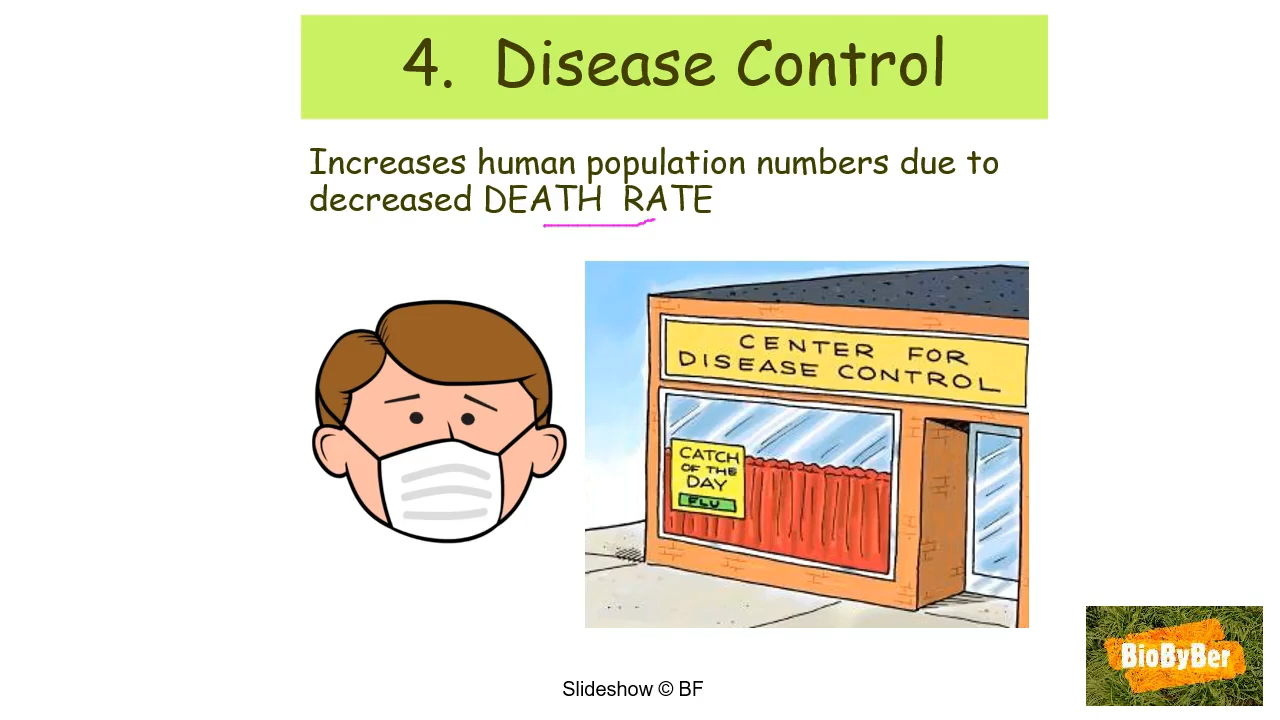 4. Disease Control
Increases human population numbers due to
decreased DEATH RATE
CENTER FOR
DISEASE CONTROL
CATCH
OF THE
DAY
FLU
BioByBer
Slideshow © BF